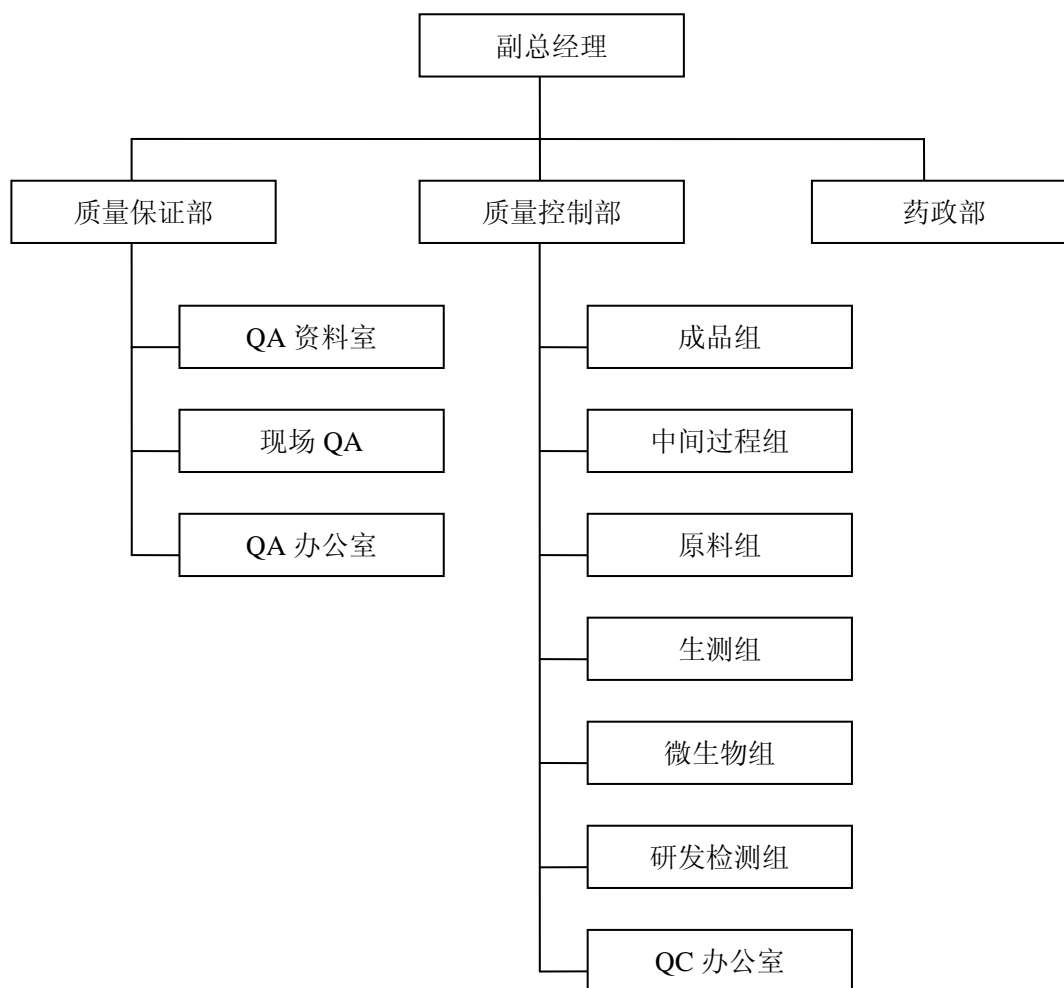 副总经理
质量保证部
质量控制部
药政部
QA 资料室
现场 QA
QA 办公室
成品组
中间过程组
原料组
生测组
微生物组
研发检测组
QC 办公室